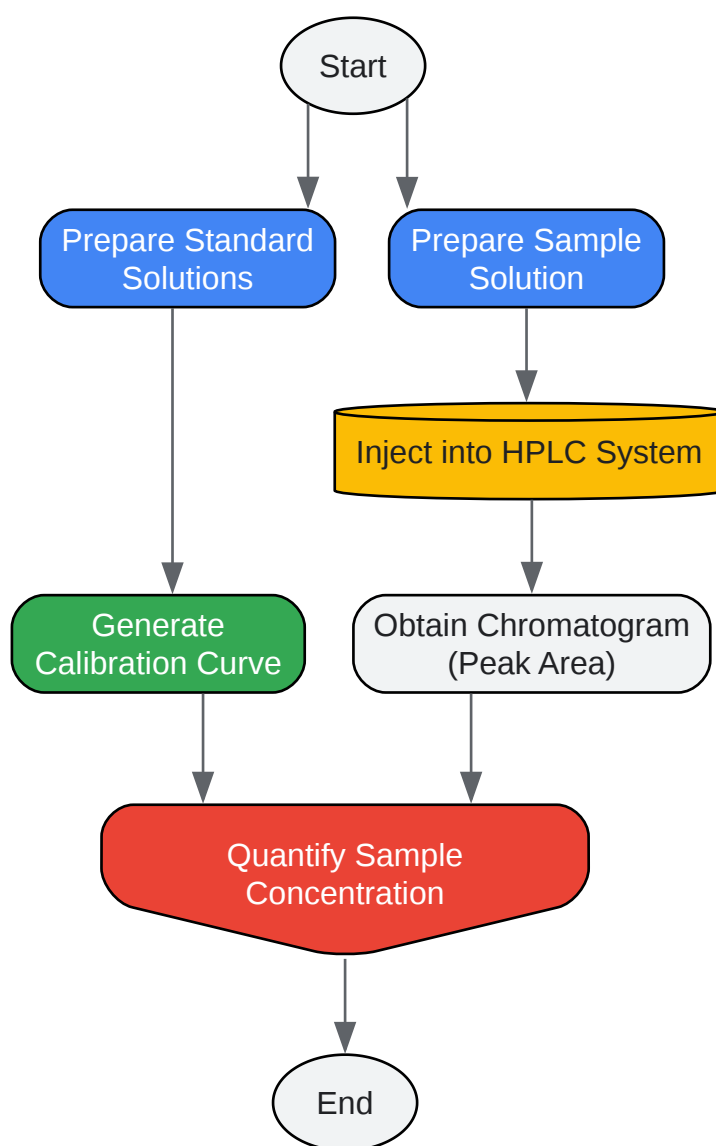 Start
Prepare Standard
Solutions
Prepare Sample
Solution
Inject into HPLC System
Generate
Calibration Curve
Obtain Chromatogram
(Peak Area)
Quantify Sample
Concentration
End